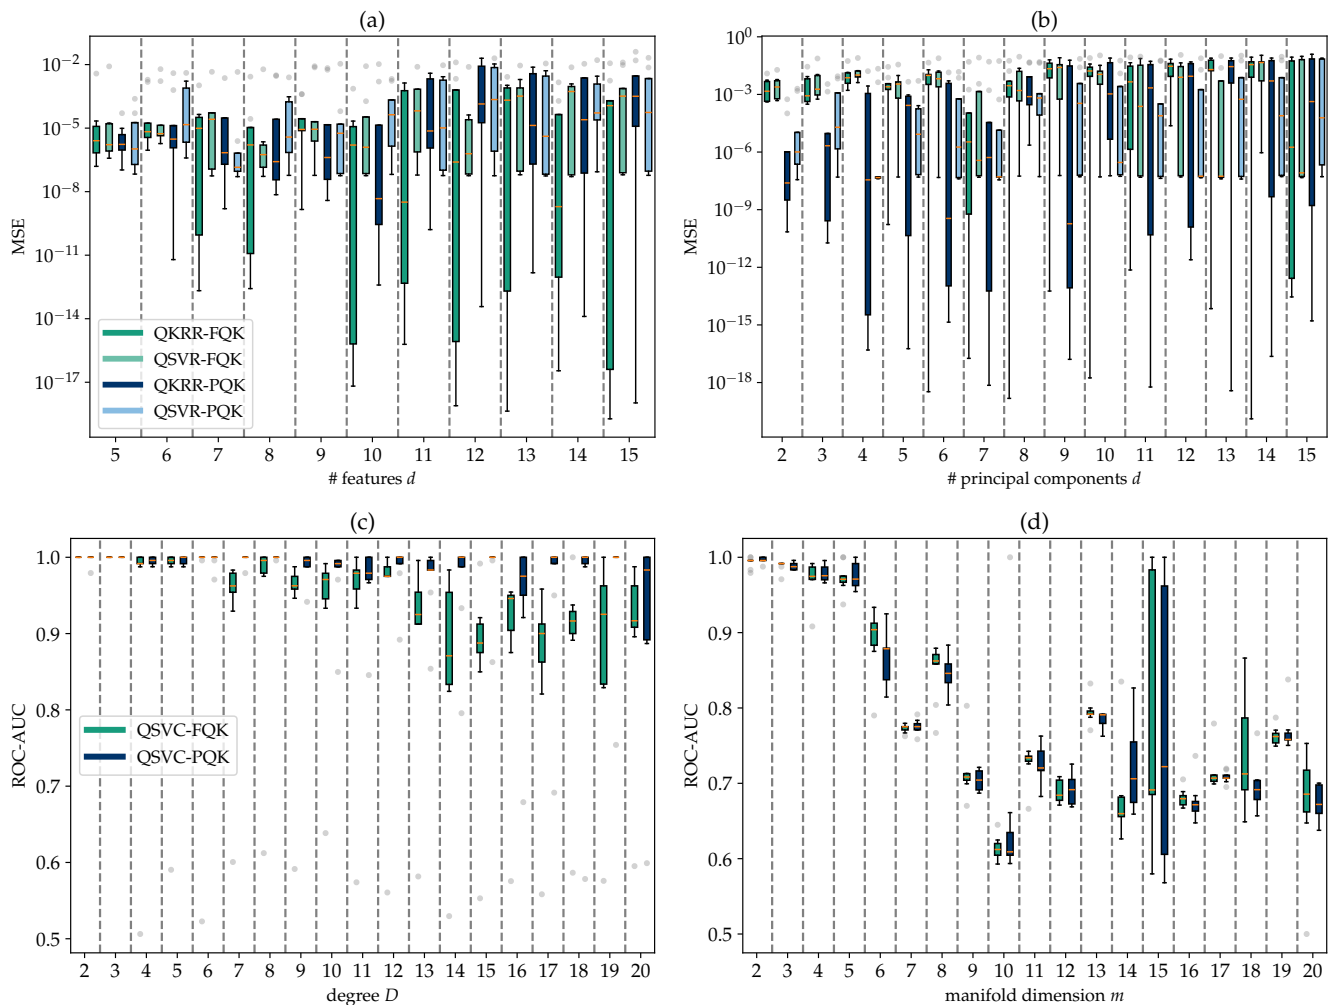 (a)
10⁻²
10⁻⁵
10⁻⁸
10⁻¹¹
10⁻¹⁴
10⁻¹⁷
MSE
QKRR-FQK
QSVR-FQK
QKRR-PQK
QSVR-PQK
5 6 7 8 9 10 11 12 13 14 15
# features d
(b)
10⁰
10⁻³
10⁻⁶
10⁻⁹
10⁻¹²
10⁻¹⁵
10⁻¹⁸
MSE
2 3 4 5 6 7 8 9 10 11 12 13 14 15
# principal components d
(c)
1.0
0.9
0.8
0.7
0.6
0.5
ROC-AUC
QSVC-FQK
QSVC-PQK
2 3 4 5 6 7 8 9 10 11 12 13 14 15 16 17 18 19 20
degree D
(d)
1.0
0.9
0.8
0.7
0.6
0.5
ROC-AUC
2 3 4 5 6 7 8 9 10 11 12 13 14 15 16 17 18 19 20
manifold dimension m